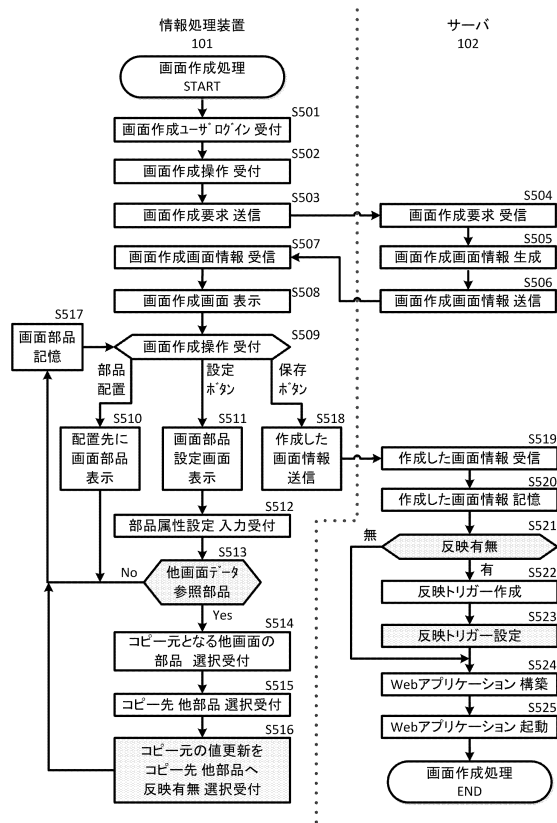 情報処理装置
101
サーバ
102
画面作成処理
START
S501
画面作成ユーザログイン 受付
S502
画面作成操作 受付
S503
画面作成要求 送信
S504
画面作成要求 受信
S505
画面作成画面情報 生成
S506
画面作成画面情報 送信
S507
画面作成画面情報 受信
S508
画面作成画面 表示
S509
画面作成操作 受付
S517
画面部品
記憶
部品
配置
設定
ボタン
保存
ボタン
S510
配置先に
画面部品
表示
S511
画面部品
設定画面
表示
S518
作成した
画面情報
送信
S512
部品属性設定 入力受付
S513
他画面データ
参照部品
No
Yes
S514
コピー元となる他画面の
部品 選択受付
S515
コピー先 他部品 選択受付
S516
コピー元の値更新を
コピー先 他部品へ
反映有無 選択受付
S519
作成した画面情報 受信
S520
作成した画面情報 記憶
S521
反映有無
無
有
S522
反映トリガー作成
S523
反映トリガー設定
S524
Webアプリケーション 構築
S525
Webアプリケーション 起動
画面作成処理
END